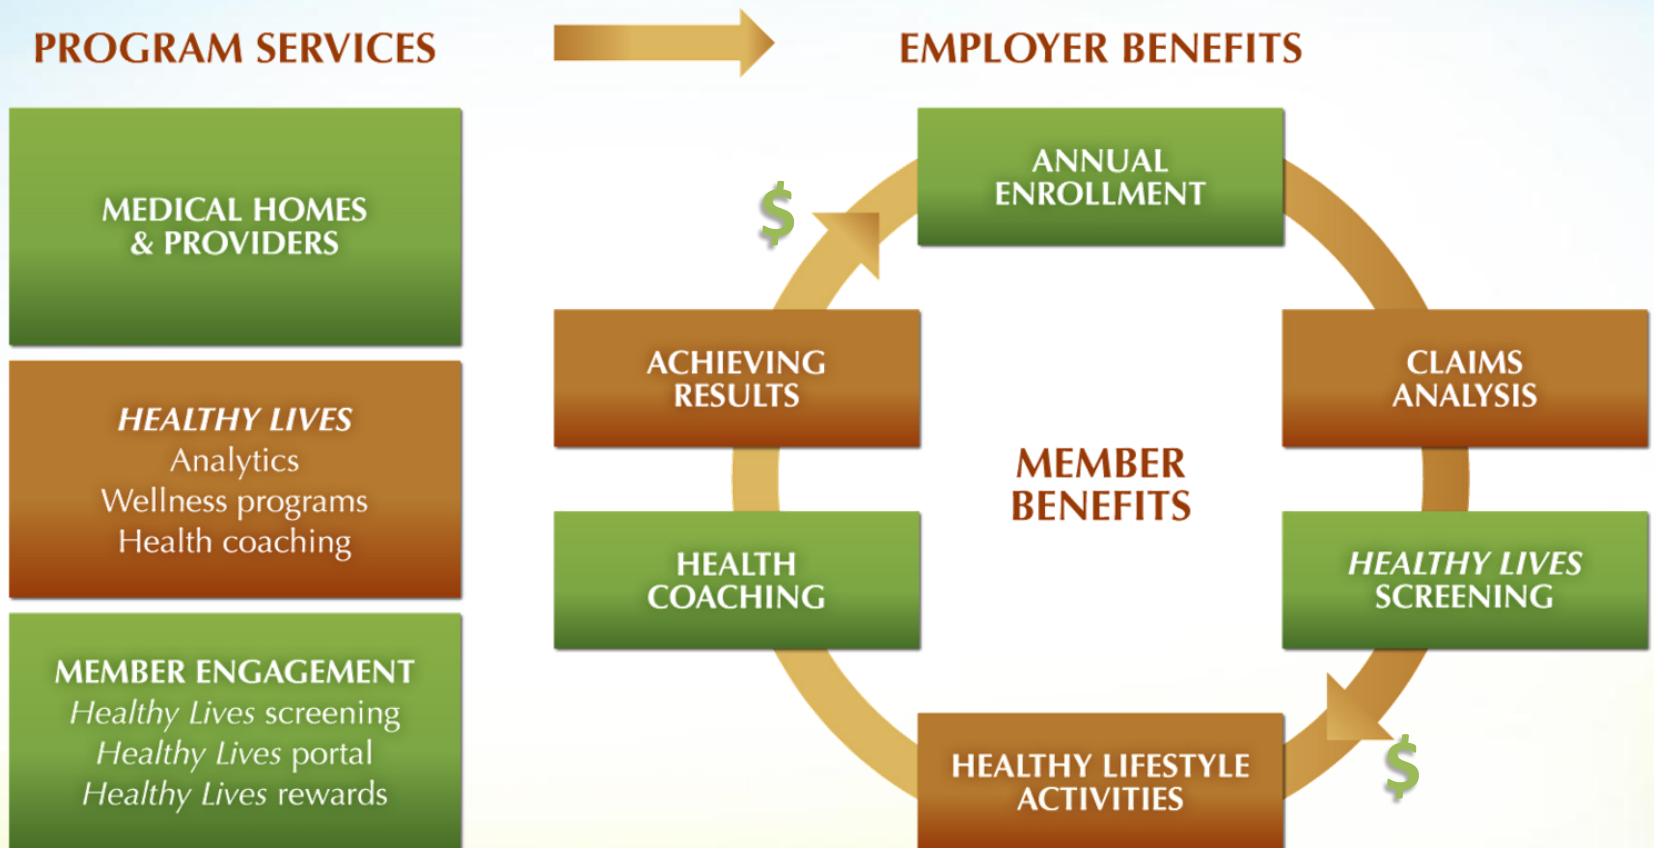 PROGRAM SERVICES
EMPLOYER BENEFITS
MEDICAL HOMES
& PROVIDERS
HEALTHY LIVES
Analytics
Wellness programs
Health coaching
MEMBER ENGAGEMENT
Healthy Lives screening
Healthy Lives portal
Healthy Lives rewards
ANNUAL
ENROLLMENT
$
ACHIEVING
RESULTS
CLAIMS
ANALYSIS
MEMBER
BENEFITS
HEALTH
COACHING
HEALTHY LIVES
SCREENING
HEALTHY LIFESTYLE
ACTIVITIES
$